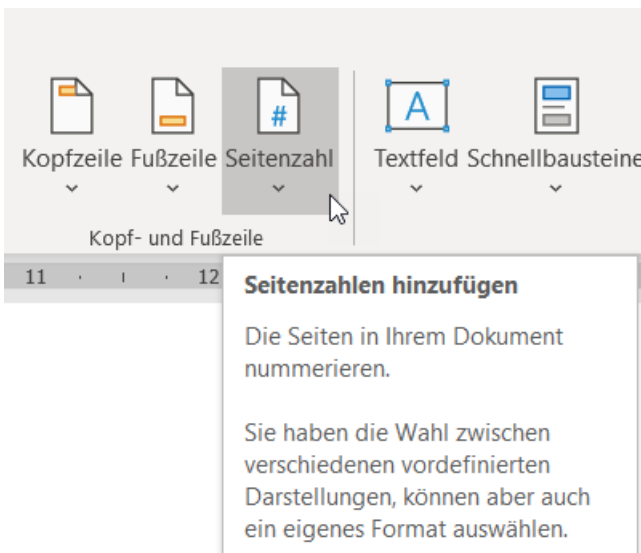 #
A
Kopfzeile Fußzeile Seitenzahl Textfeld Schnellbausteine
Kopf- und Fußzeile
11 12
Seitenzahlen hinzufügen
Die Seiten in Ihrem Dokument
nummerieren.
Sie haben die Wahl zwischen
verschiedenen vordefinierten
Darstellungen, können aber auch
ein eigenes Format auswählen.